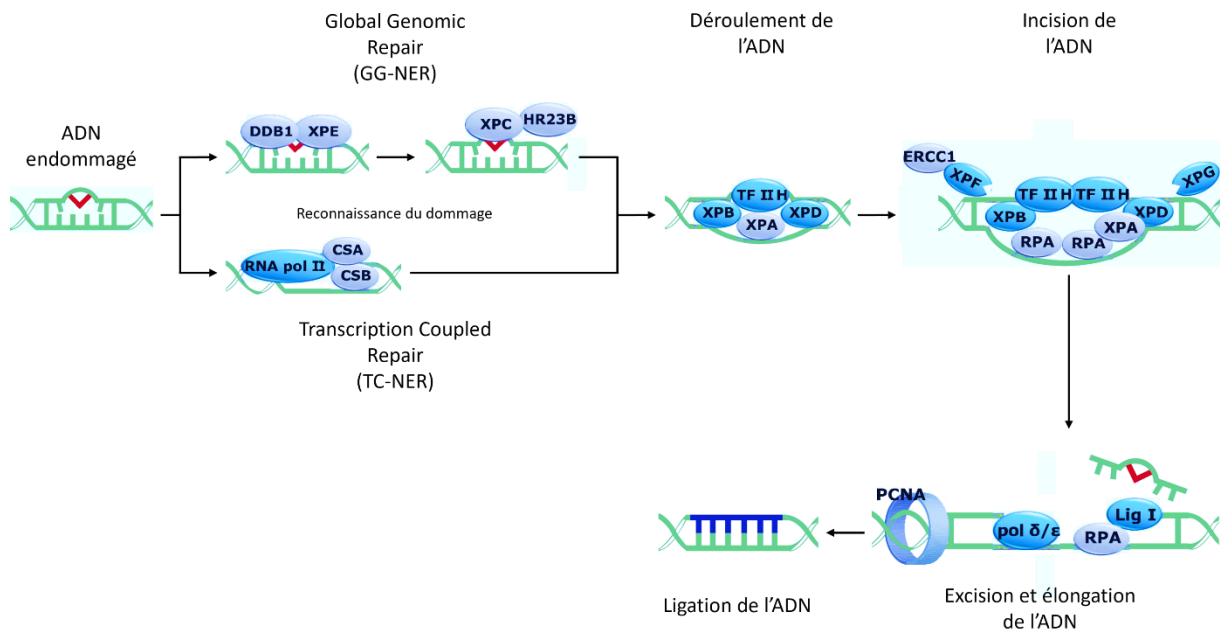 Global Genomic
Repair
(GG-NER)
Déroulement de
l'ADN
Incision de
l'ADN
ADN
endommagé
DDB1
XPE
XPC
HR23B
Reconnaissance du dommage
RNA pol II
CSA
CSB
Transcription Coupled
Repair
(TC-NER)
TF II H
XPB
XPD
XPA
ERCC1
XPF
XPG
TF II H
TF II H
XPB
XPD
XPA
RPA
RPA
PCNA
pol δ/ε
RPA
Lig I
Ligation de l'ADN
Excision et élongation
de l'ADN